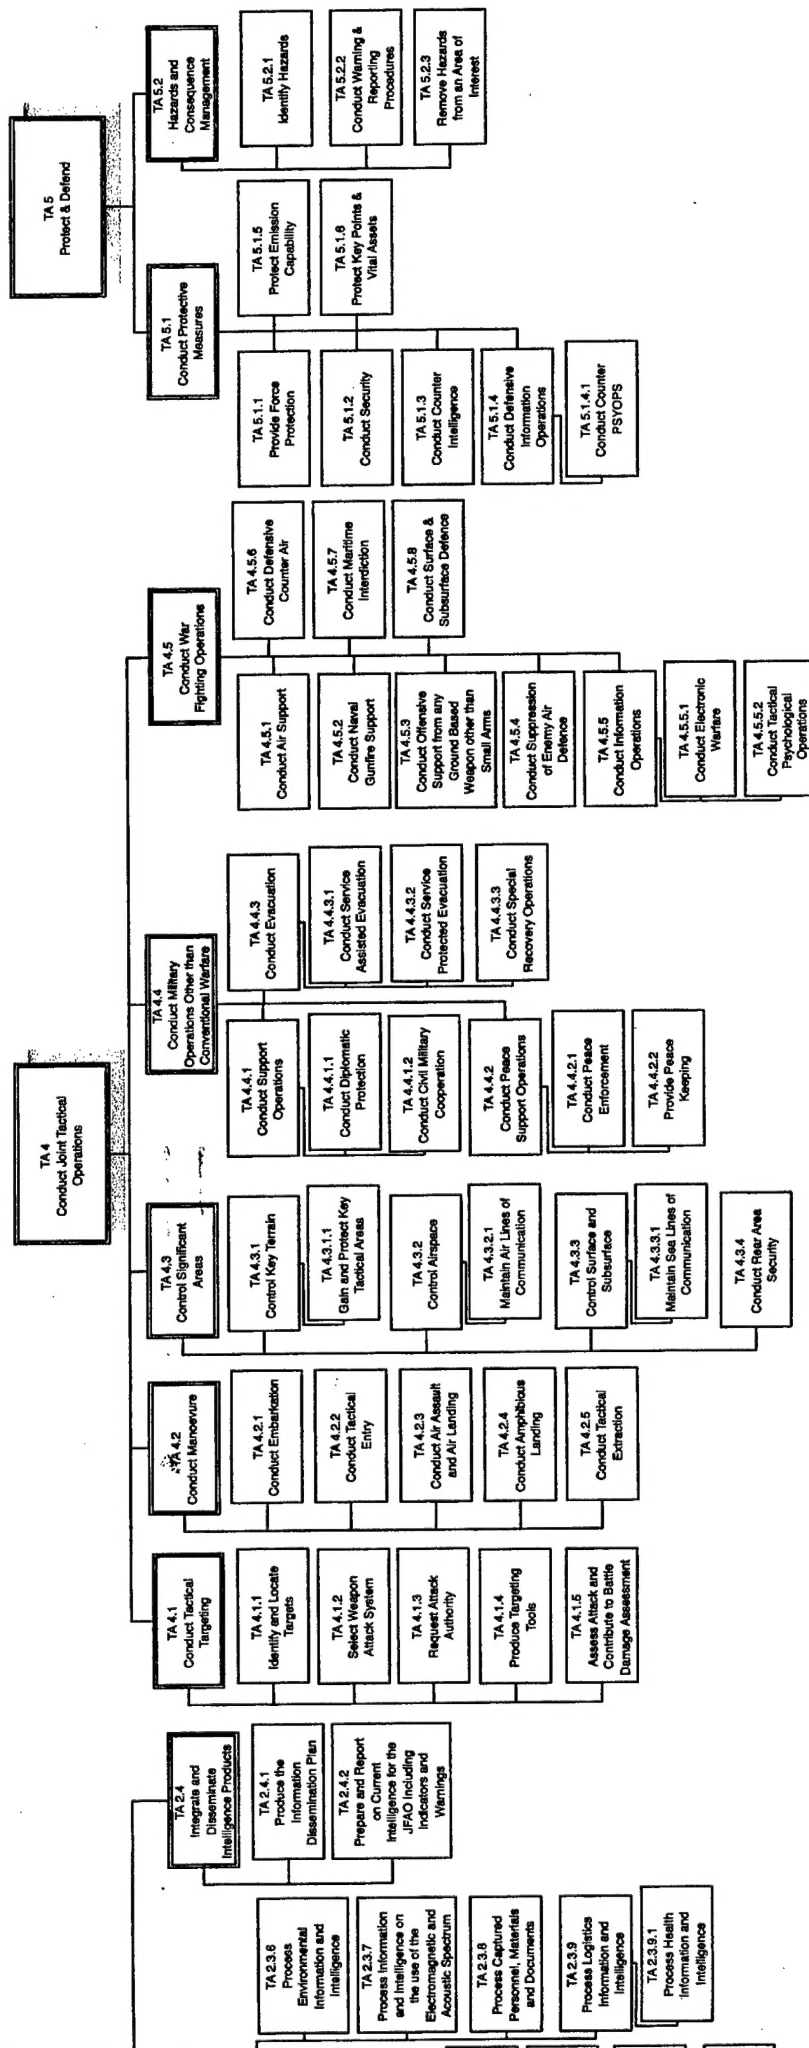 TA 2.3.6
Process
Environmental
Information and
Intelligence
TA 2.3.7
Process Information
and Intelligence on
the use of the
Electromagnetic and
Acoustic Spectrum
TA 2.3.8
Process Captured
Personnel, Materials
and Documents
TA 2.3.9
Process Logistics
Information and
Intelligence
TA 2.3.9.1
Process Health
Information and
Intelligence
TA 2.4
Integrate and
Disseminate
Intelligence Products
TA 2.4.1
Produce the
Information
Dissemination Plan
TA 2.4.2
Prepare and Report
on Current
Intelligence for the
JFAO Including
Indicators and
Warnings
TA 4
Conduct Joint Tactical
Operations
TA 4.1
Conduct Tactical
Targeting
TA 4.1.1
Identify and Locate
Targets
TA 4.1.2
Select Weapon
Attack System
TA 4.1.3
Request Attack
Authority
TA 4.1.4
Produce Targeting
Tools
TA 4.1.5
Assess Attack and
Contribute to Battle
Damage Assessment
TA 4.2
Conduct Manoevure
TA 4.2.1
Conduct Embarkation
TA 4.2.2
Conduct Tactical
Entry
TA 4.2.3
Conduct Air Assault
and Air Landing
TA 4.2.4
Conduct Amphibious
Landing
TA 4.2.5
Conduct Tactical
Extraction
TA 4.3
Control Significant
Areas
TA 4.3.1
Control Key Terrain
TA 4.3.1.1
Gain and Protect Key
Tactical Areas
TA 4.3.2
Control Airspace
TA 4.3.2.1
Maintain Air Lines of
Communication
TA 4.3.3
Control Surface and
Subsurface
TA 4.3.3.1
Maintain Sea Lines of
Communication
TA 4.3.4
Conduct Rear Area
Security
TA 4.4
Conduct Military
Operations Other than
Conventional Warfare
TA 4.4.1
Conduct Support
Operations
TA 4.4.1.1
Conduct Diplomatic
Protection
TA 4.4.1.2
Conduct Civil Military
Cooperation
TA 4.4.2
Conduct Peace
Support Operations
TA 4.4.2.1
Conduct Peace
Enforcement
TA 4.4.2.2
Provide Peace
Keeping
TA 4.4.3
Conduct Evacuation
TA 4.4.3.1
Conduct Service
Assisted Evacuation
TA 4.4.3.2
Conduct Service
Protected Evacuation
TA 4.4.3.3
Conduct Special
Recovery Operations
TA 4.5
Conduct War
Fighting Operations
TA 4.5.1
Conduct Air Support
TA 4.5.2
Conduct Naval
Gunfire Support
TA 4.5.3
Conduct Offensive
Support from any
Ground Based
Weapon other than
Small Arms
TA 4.5.4
Conduct Suppression
of Enemy Air
Defence
TA 4.5.5
Conduct Information
Operations
TA 4.5.5.1
Conduct Electronic
Warfare
TA 4.5.5.2
Conduct Tactical
Psychological
Operations
TA 4.5.6
Conduct Defensive
Counter Air
TA 4.5.7
Conduct Maritime
Interdiction
TA 4.5.8
Conduct Surface &
Subsurface Defence
TA 5
Protect & Defend
TA 5.1
Conduct Protective
Measures
TA 5.1.1
Provide Force
Protection
TA 5.1.2
Conduct Security
TA 5.1.3
Conduct Counter
Intelligence
TA 5.1.4
Conduct Defensive
Information
Operations
TA 5.1.4.1
Conduct Counter
PSYOPS
TA 5.1.5
Protect Emission
Capability
TA 5.1.6
Protect Key Points &
Vital Assets
TA 5.2
Hazards and
Consequence
Management
TA 5.2.1
Identify Hazards
TA 5.2.2
Conduct Warning &
Reporting
Procedures
TA 5.2.3
Remove Hazards
from an Area of
Interest